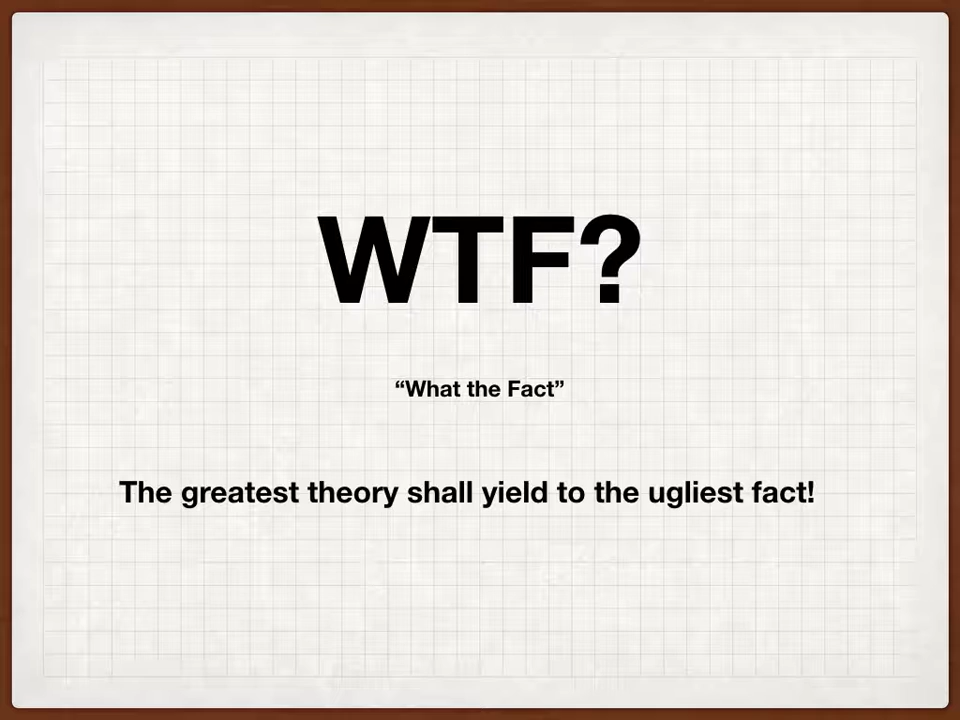 WTF?
“What the Fact”
The greatest theory shall yield to the ugliest fact!